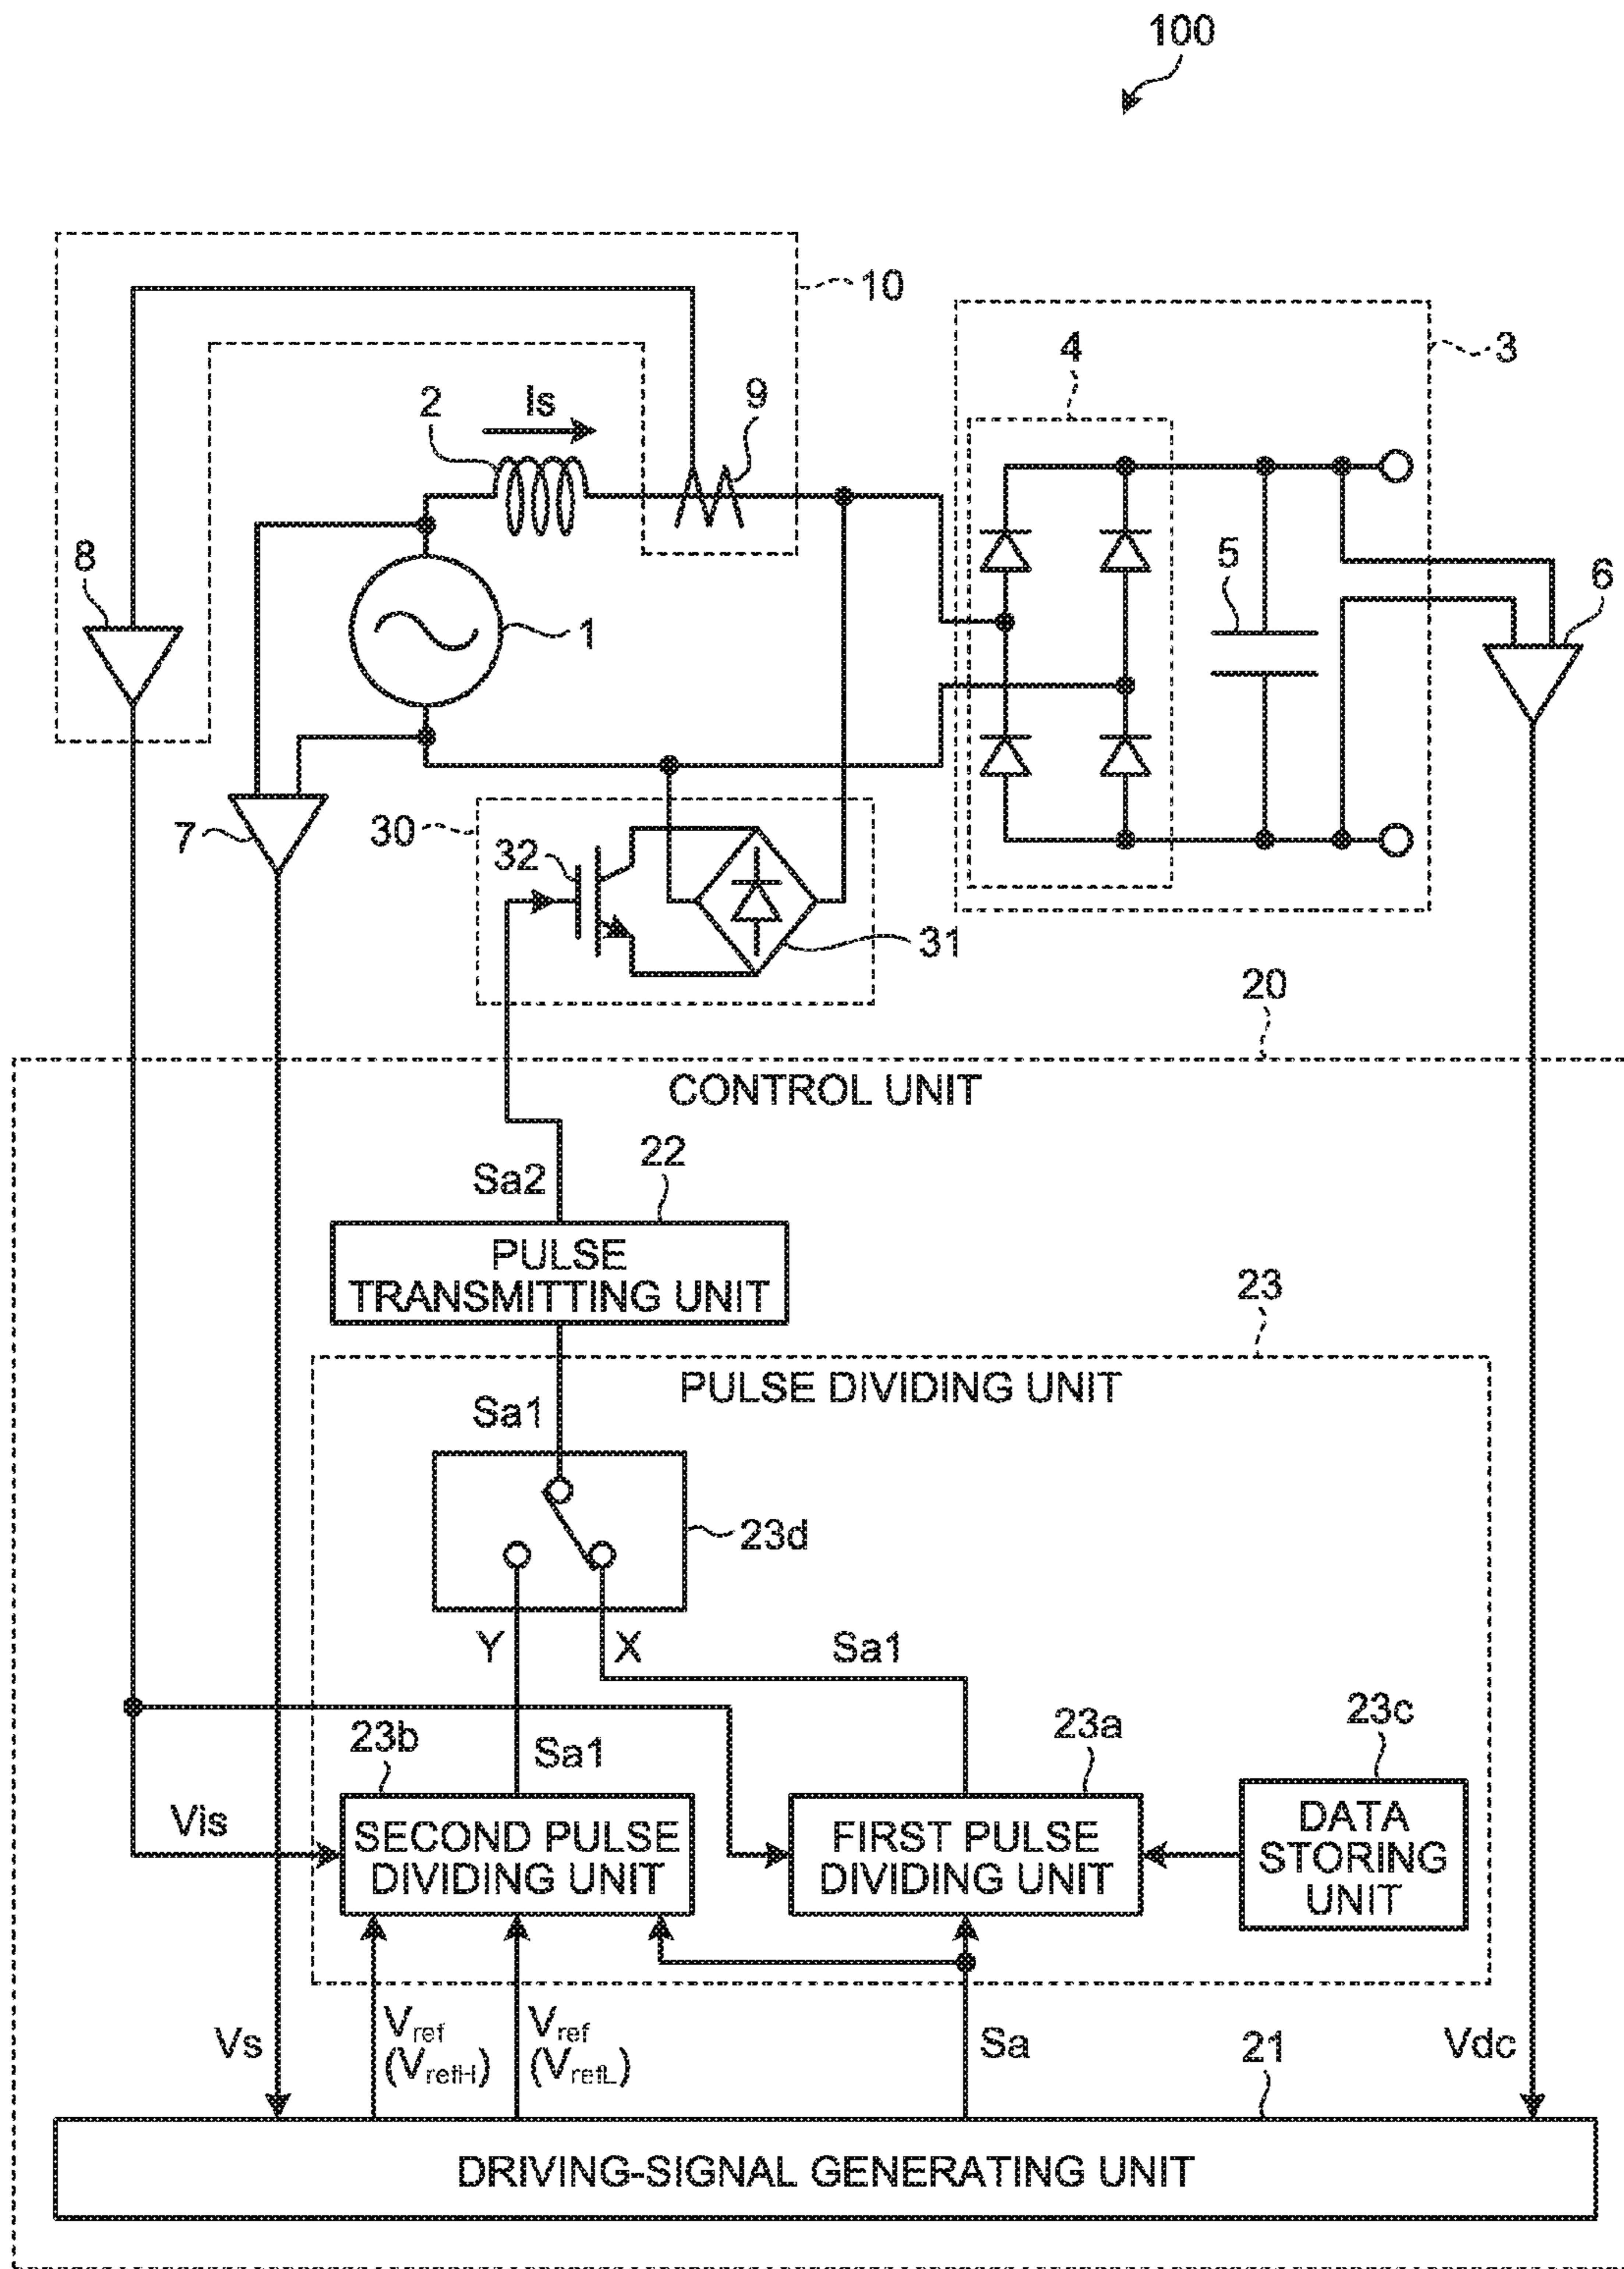 100
10
3
4
9
Is
2
8
5
6
1
7
30
32
31
20
CONTROL UNIT
22
Sa2
PULSE
TRANSMITTING UNIT
23
PULSE DIVIDING UNIT
Sa1
23d
Y
X
Sa1
23c
23a
23b
Sa1
Vis
SECOND PULSE
DIVIDING UNIT
FIRST PULSE
DIVIDING UNIT
DATA
STORING
UNIT
Vs
Vref
(VrefH)
Vref
(VrefL)
Sa
21
Vdc
DRIVING-SIGNAL GENERATING UNIT